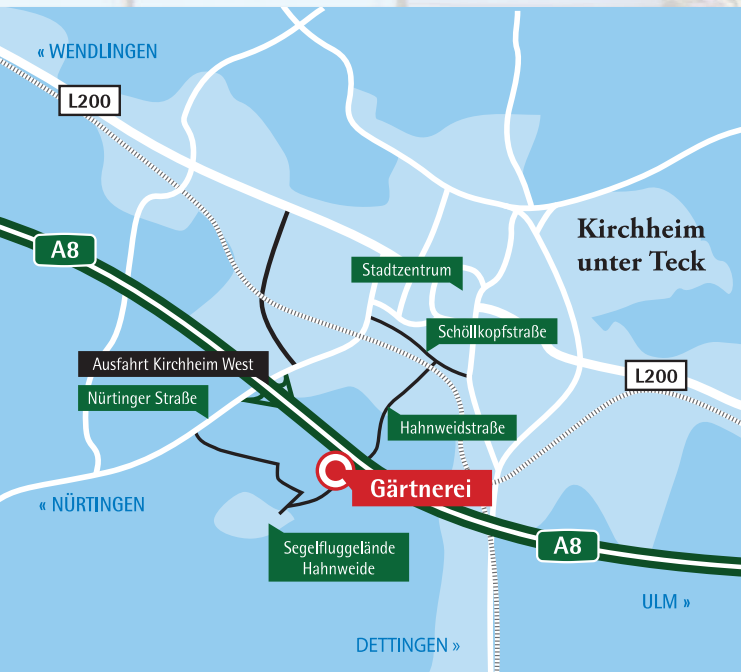 « WENDLINGEN
L200
Kirchheim
unter Teck
A8
Stadtzentrum
Schöllkopfstraße
Ausfahrt Kirchheim West
L200
Nürtinger Straße
Hahnweidstraße
Gärtnerei
« NÜRTINGEN
Segelfluggelände
Hahnweide
A8
ULM »
DETTINGEN »